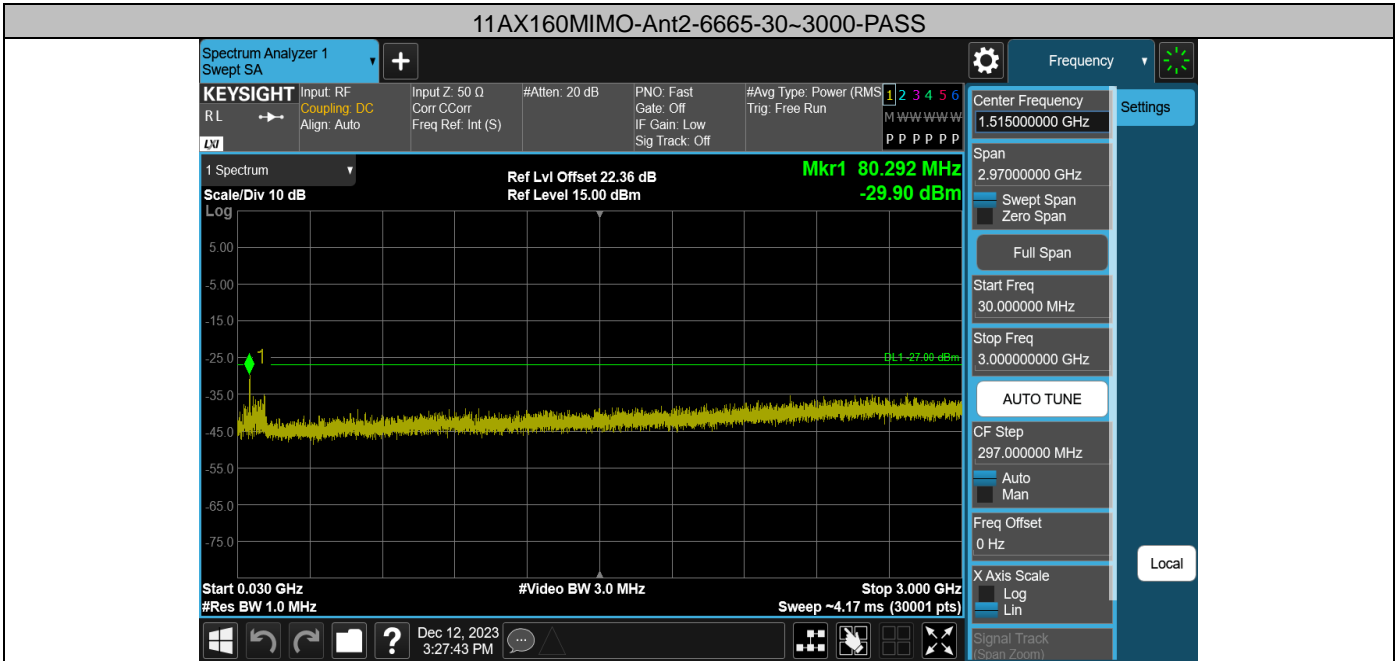 11AX160MIMO-Ant2-6665-30~3000-PASS
Spectrum Analyzer 1
Swept SA
Frequency
KEYSIGHT
RL
LXI
Input: RF
Coupling: DC
Align: Auto
Input Z: 50 Ω
Corr CCorr
Freq Ref: Int (S)
#Atten: 20 dB
PNO: Fast
Gate: Off
IF Gain: Low
Sig Track: Off
#Avg Type: Power (RMS
Trig: Free Run
1 2 3 4 5 6
M W W W W W
P P P P P P
1 Spectrum
Scale/Div 10 dB
Ref Lvl Offset 22.36 dB
Ref Level 15.00 dBm
Mkr1 80.292 MHz
-29.90 dBm
Log
5.00
-5.00
-15.0
-25.0
1
DL1 -27.00 dBm
-35.0
-45.0
-55.0
-65.0
-75.0
Start 0.030 GHz
#Video BW 3.0 MHz
Stop 3.000 GHz
#Res BW 1.0 MHz
Sweep ~4.17 ms (30001 pts)
Center Frequency
1.515000000 GHz
Settings
Span
2.97000000 GHz
Swept Span
Zero Span
Full Span
Start Freq
30.000000 MHz
Stop Freq
3.000000000 GHz
AUTO TUNE
CF Step
297.000000 MHz
Auto
Man
Freq Offset
0 Hz
X Axis Scale
Log
Lin
Signal Track
(Span Zoom)
Local
?
Dec 12, 2023
3:27:43 PM